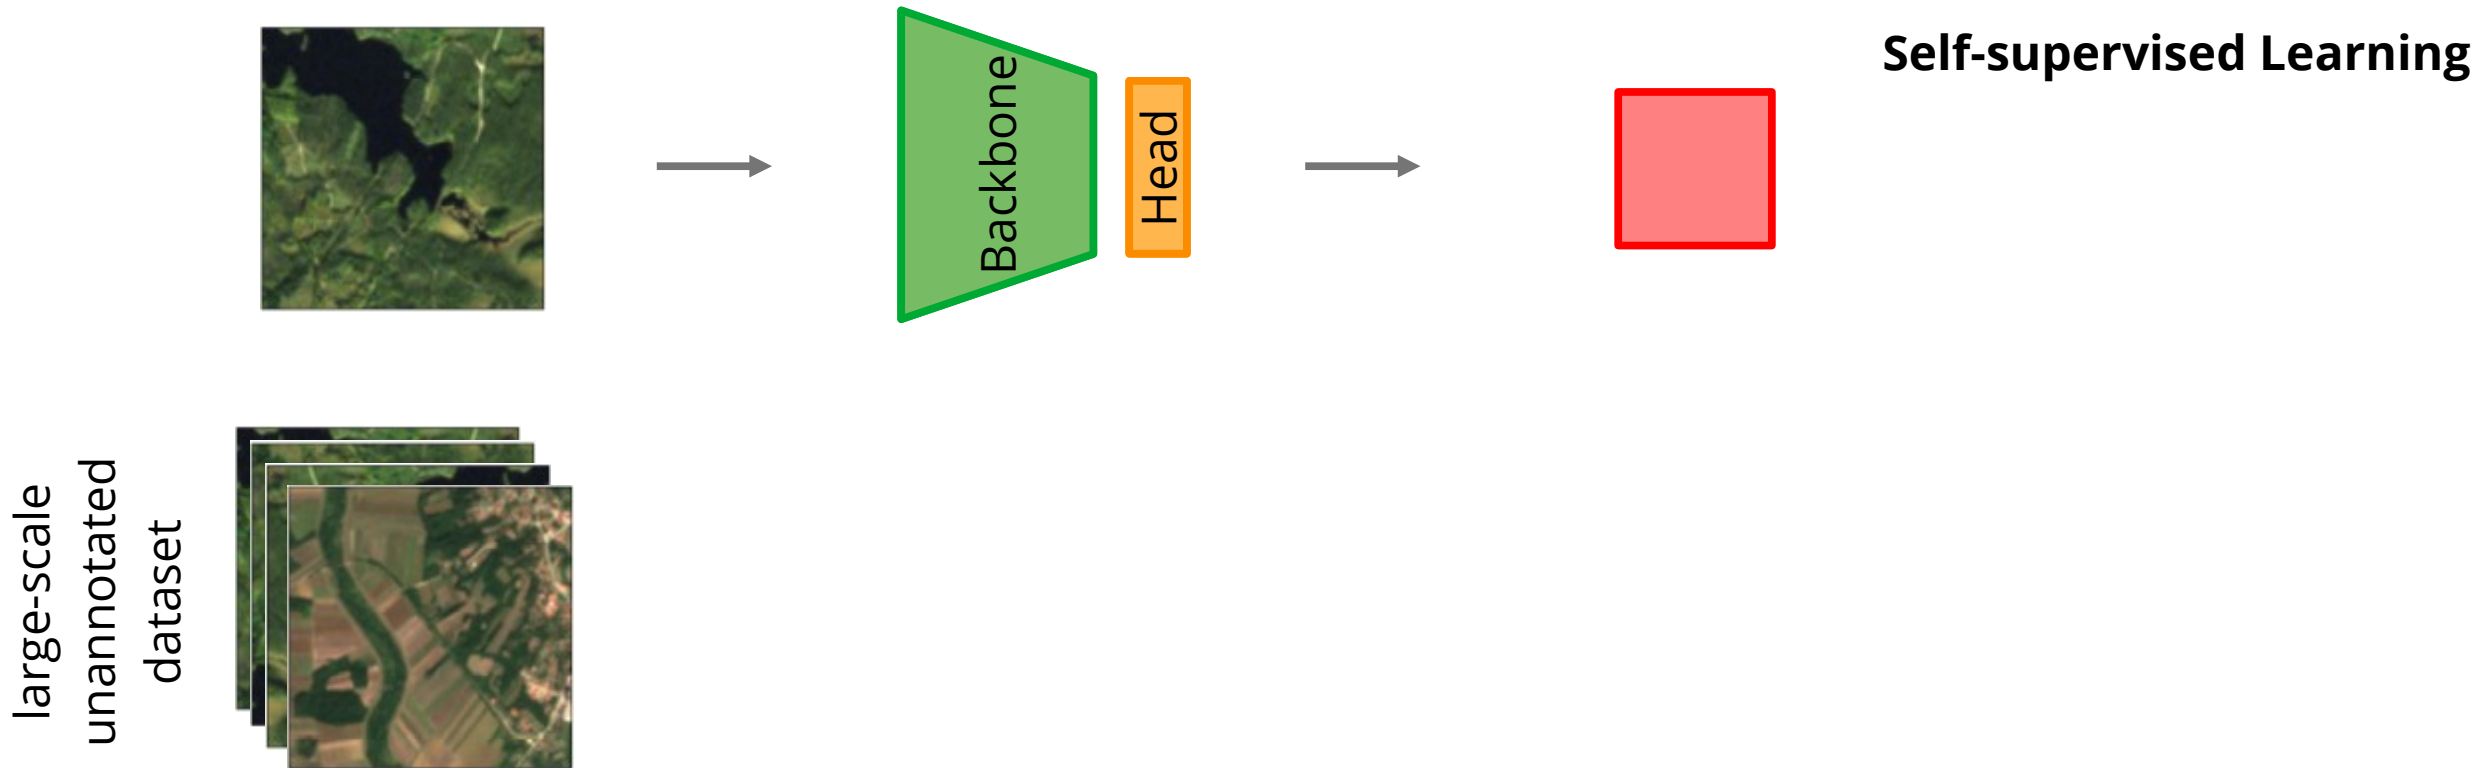 Self-supervised Learning
Backbone
Head
large-scale
unannotated
dataset